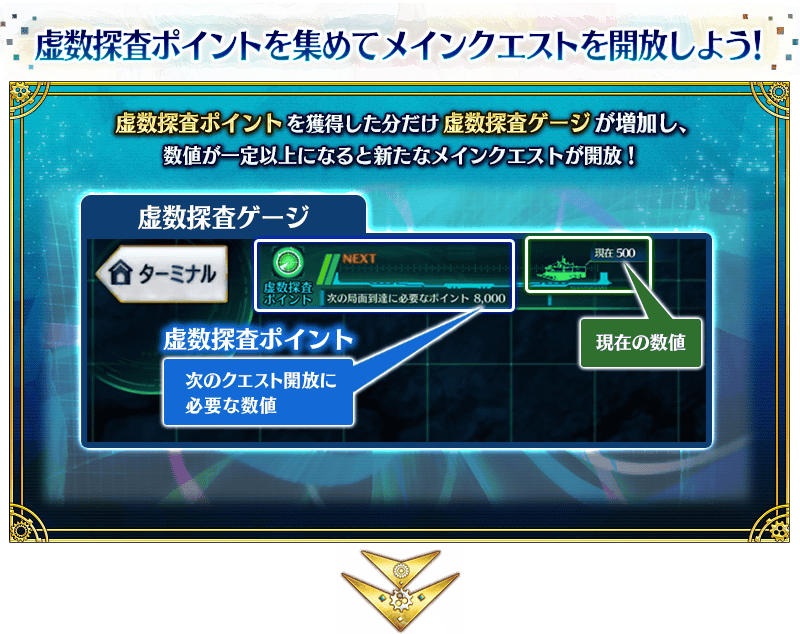 虚数探査ポイントを集めてメインクエストを開放しよう!
虚数探査ポイントを獲得した分だけ虚数探査ゲージが増加し、
数値が一定以上になると新たなメインクエストが開放！
虚数探査ゲージ
ターミナル
虚数探査
ポイント
NEXT
次の局面到達に必要なポイント 8,000
現在 500
虚数探査ポイント
次のクエスト開放に
必要な数値
現在の数値